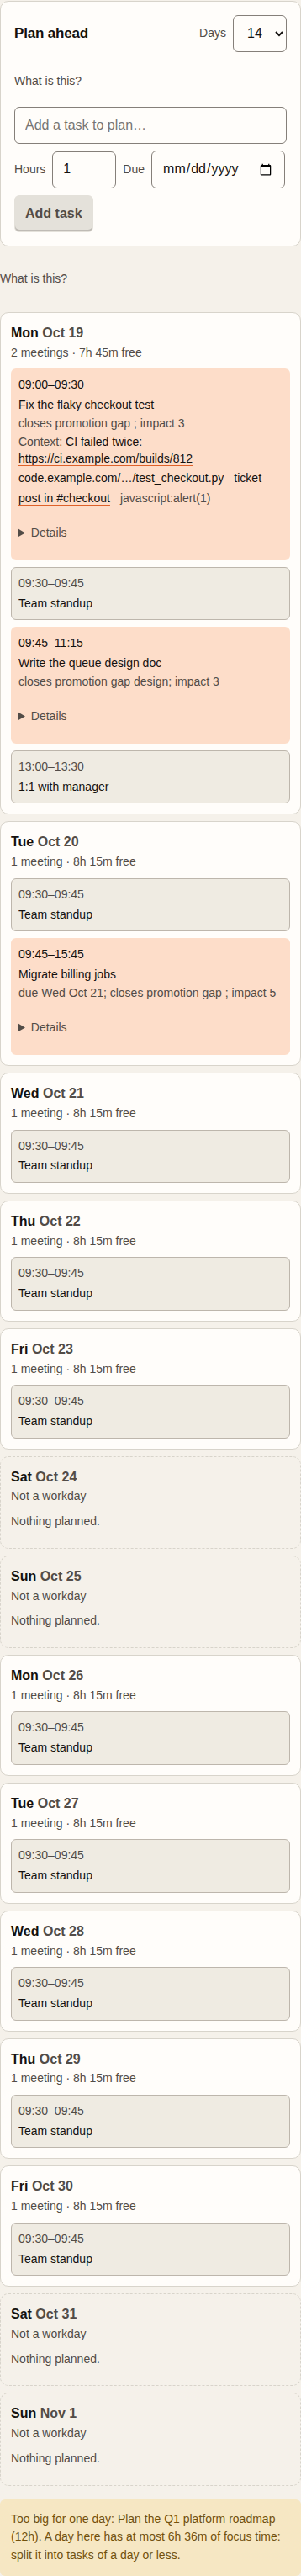 Plan ahead
Days 14
What is this?
Add a task to plan…
Hours 1 Due mm/dd/yyyy
Add task
What is this?
Mon Oct 19
2 meetings · 7h 45m free
09:00–09:30
Fix the flaky checkout test
closes promotion gap ; impact 3
Context: CI failed twice:
https://ci.example.com/builds/812
code.example.com/…/test_checkout.py ticket
post in #checkout javascript:alert(1)
▶ Details
09:30–09:45
Team standup
09:45–11:15
Write the queue design doc
closes promotion gap design; impact 3
▶ Details
13:00–13:30
1:1 with manager
Tue Oct 20
1 meeting · 8h 15m free
09:30–09:45
Team standup
09:45–11:15
Migrate billing jobs
due Wed Oct 21; closes promotion gap ; impact 5
▶ Details
Wed Oct 21
1 meeting · 8h 15m free
09:30–09:45
Team standup
Thu Oct 22
1 meeting · 8h 15m free
09:30–09:45
Team standup
Fri Oct 23
1 meeting · 8h 15m free
09:30–09:45
Team standup
Sat Oct 24
Not a workday
Nothing planned.
Sun Oct 25
Not a workday
Nothing planned.
Mon Oct 26
1 meeting · 8h 15m free
09:30–09:45
Team standup
Tue Oct 27
1 meeting · 8h 15m free
09:30–09:45
Team standup
Wed Oct 28
1 meeting · 8h 15m free
09:30–09:45
Team standup
Thu Oct 29
1 meeting · 8h 15m free
09:30–09:45
Team standup
Fri Oct 30
1 meeting · 8h 15m free
09:30–09:45
Team standup
Sat Oct 31
Not a workday
Nothing planned.
Sun Nov 1
Not a workday
Nothing planned.
Too big for one day: Plan the Q1 platform roadmap
(12h). A day here has at most 6h 36m of focus time:
split it into tasks of a day or less.